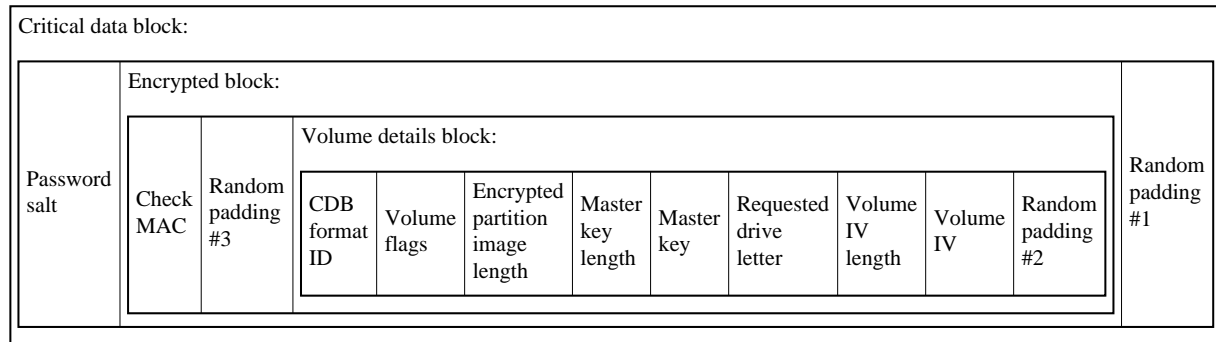 Critical data block:
Password
salt
Encrypted block:
Check
MAC
Random
padding
#3
Volume details block:
CDB
format
ID
Volume
flags
Encrypted
partition
image
length
Master
key
length
Master
key
Requested
drive
letter
Volume
IV
length
Volume
IV
Random
padding
#2
Random
padding
#1